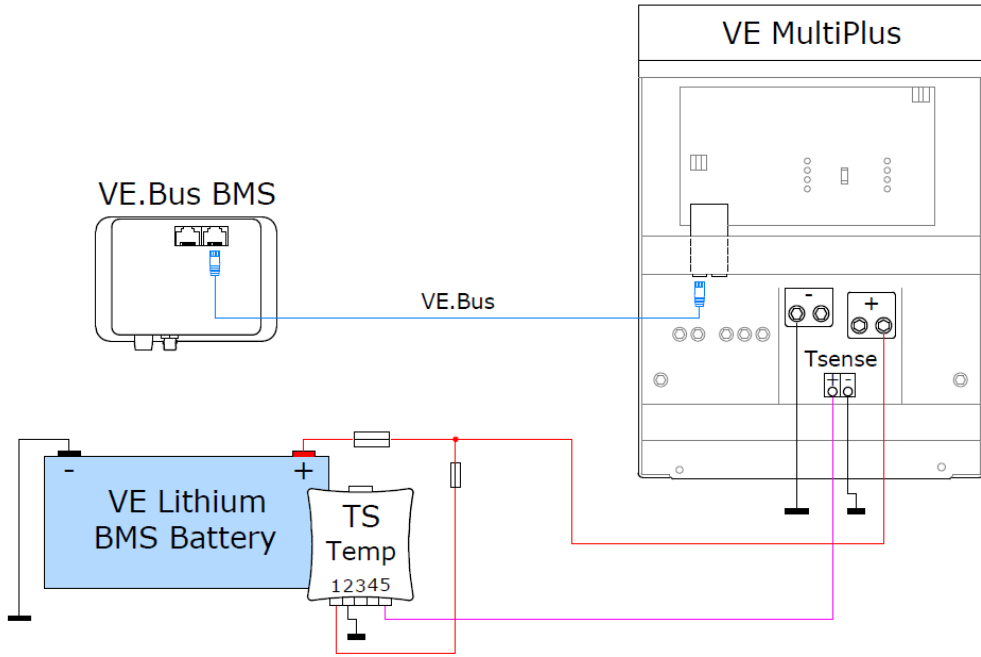 VE MultiPlus
VE.Bus BMS
VE.Bus
- +
Tsense
+ -
- +
VE Lithium
BMS Battery
TS
Temp
12345